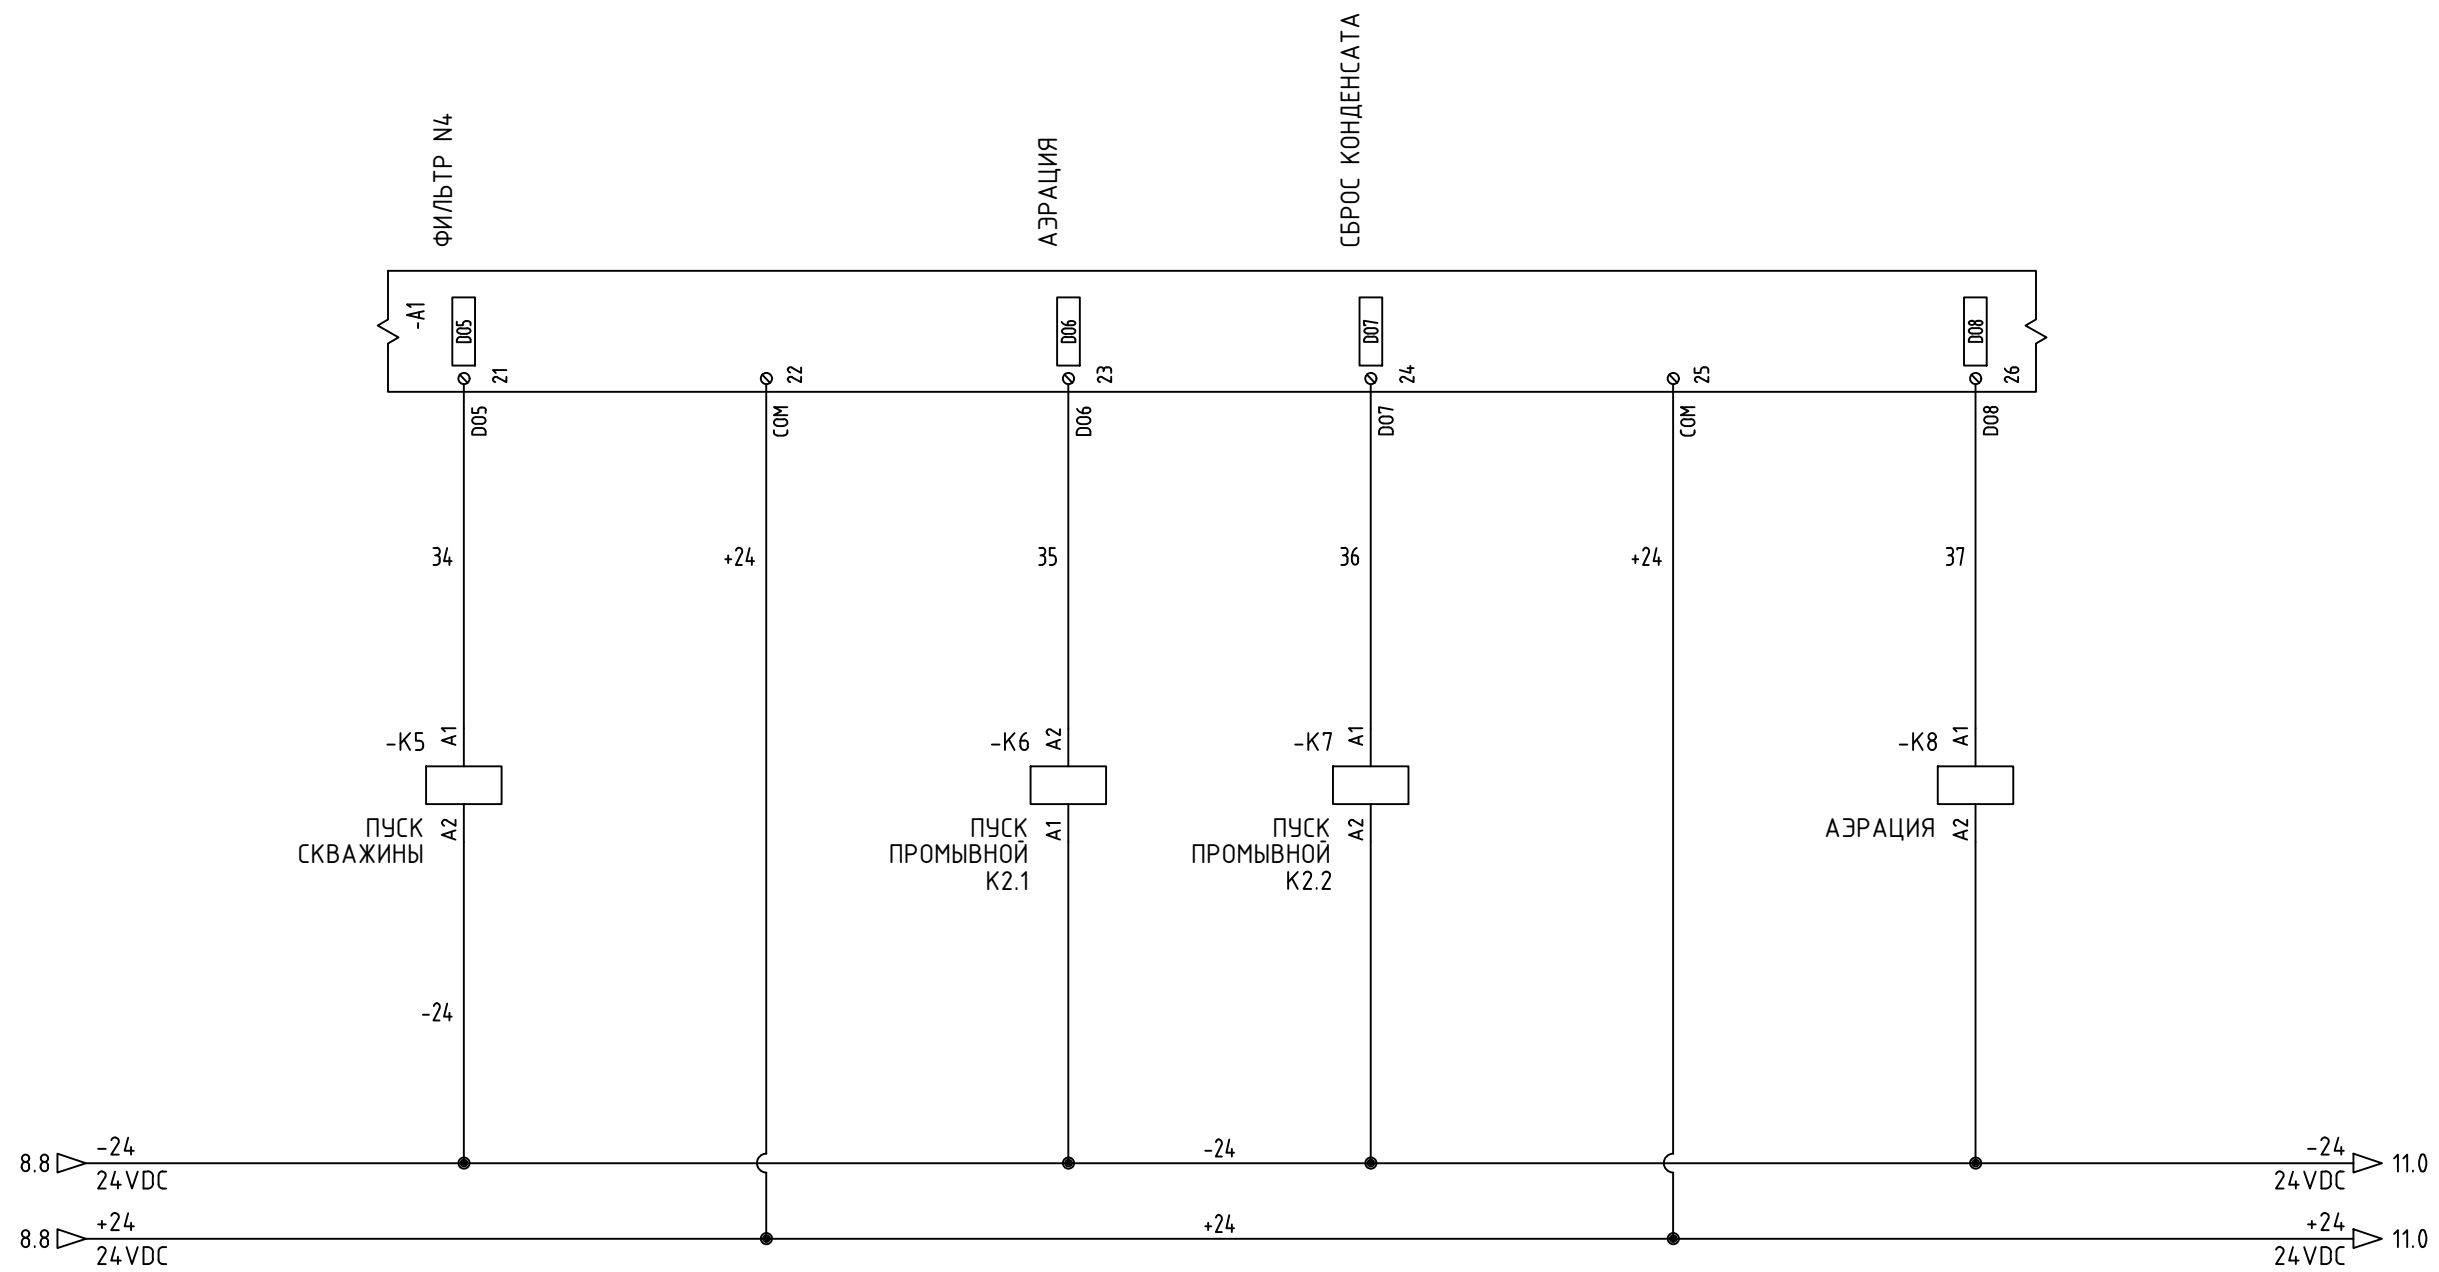 ФИЛЬТР N4
АЭРАЦИЯ
СБРОС КОНДЕНСАТА
-A1
DO5
DO6
DO7
DO8
21
22
23
24
25
26
DO5
COM
DO6
DO7
COM
DO8
34
+24
35
36
+24
37
-K5
A1
-K6
A2
-K7
A1
-K8
A1
ПУСК
СКВАЖИНЫ
A2
ПУСК
ПРОМЫВНОЙ
К2.1
A1
ПУСК
ПРОМЫВНОЙ
К2.2
A2
АЭРАЦИЯ
A2
-24
8.8
-24
24VDC
-24
-24
24VDC
11.0
8.8
+24
24VDC
+24
+24
24VDC
11.0